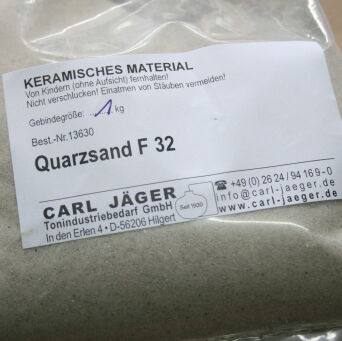 KERAMISCHES MATERIAL
Von Kindern (ohne Aufsicht) fernhalten!
Nicht verschlucken! Einatmen von Stäuben vermeiden!
Gebindegröße: 1 kg
Best.-Nr.13630
Quarzsand F 32
CARL JÄGER
Tonindustriebedarf GmbH
In den Erlen 4 • D-56206 Hilgert
Seit 1930
☎ +49 (0) 26 24 / 94 16 9-0
info@carl-jaeger.de
www.carl-jaeger.de